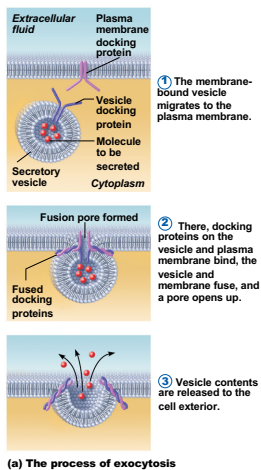 Extracellular
fluid
Plasma
membrane
docking
protein
① The membrane-
bound vesicle
migrates to the
plasma membrane.
Vesicle
docking
protein
Molecule
to be
secreted
Secretory
vesicle
Cytoplasm
Fusion pore formed
② There, docking
proteins on the
vesicle and plasma
membrane bind, the
vesicle and
membrane fuse, and
a pore opens up.
Fused
docking
proteins
③ Vesicle contents
are released to the
cell exterior.
(a) The process of exocytosis